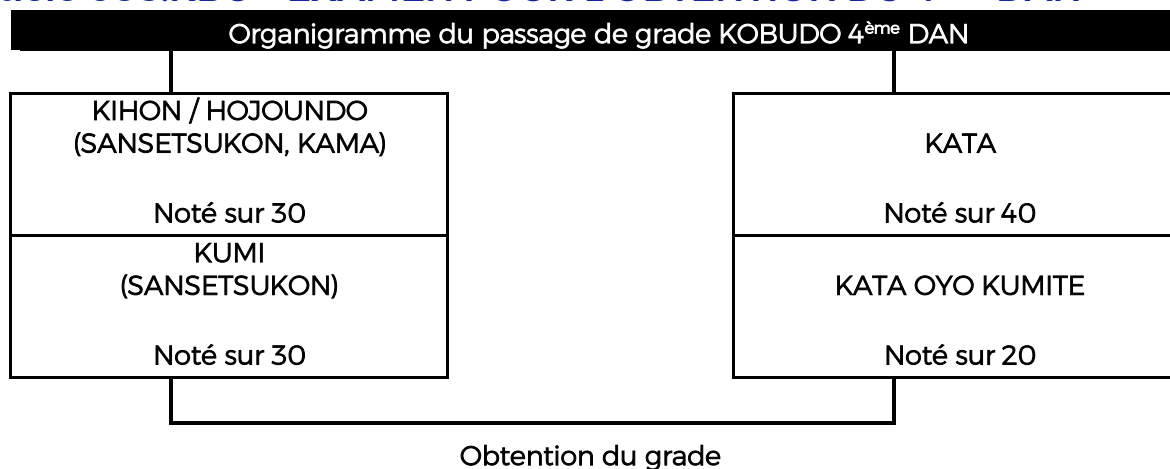 Organigramme du passage de grade KOBUDO 4ème DAN
KIHON / HOJOUNDO
(SANSETSUKON, KAMA)
Noté sur 30
KUMI
(SANSETSUKON)
Noté sur 30
KATA
Noté sur 40
KATA OYO KUMITE
Noté sur 20
Obtention du grade